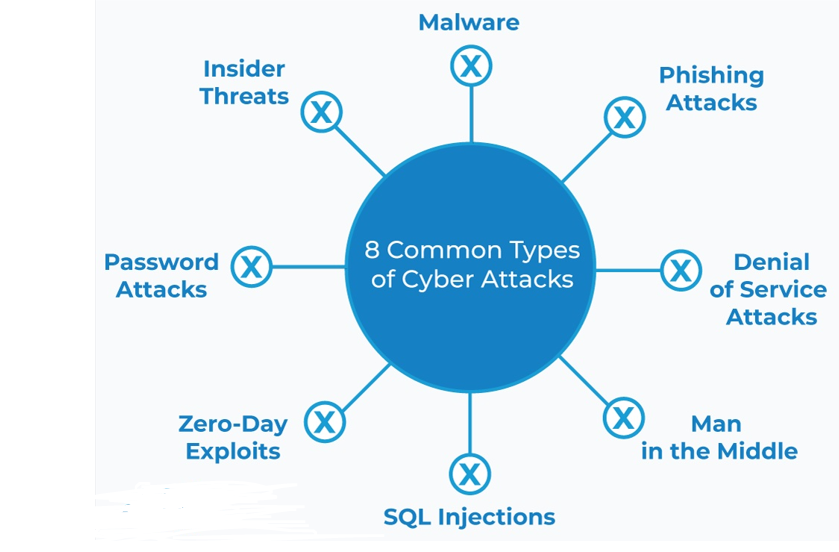 Malware
Phishing
Attacks
Insider
Threats
8 Common Types
of Cyber Attacks
Password
Attacks
Denial
of Service
Attacks
Zero-Day
Exploits
Man
in the Middle
SQL Injections
X
X
X
X
X
X
X
X